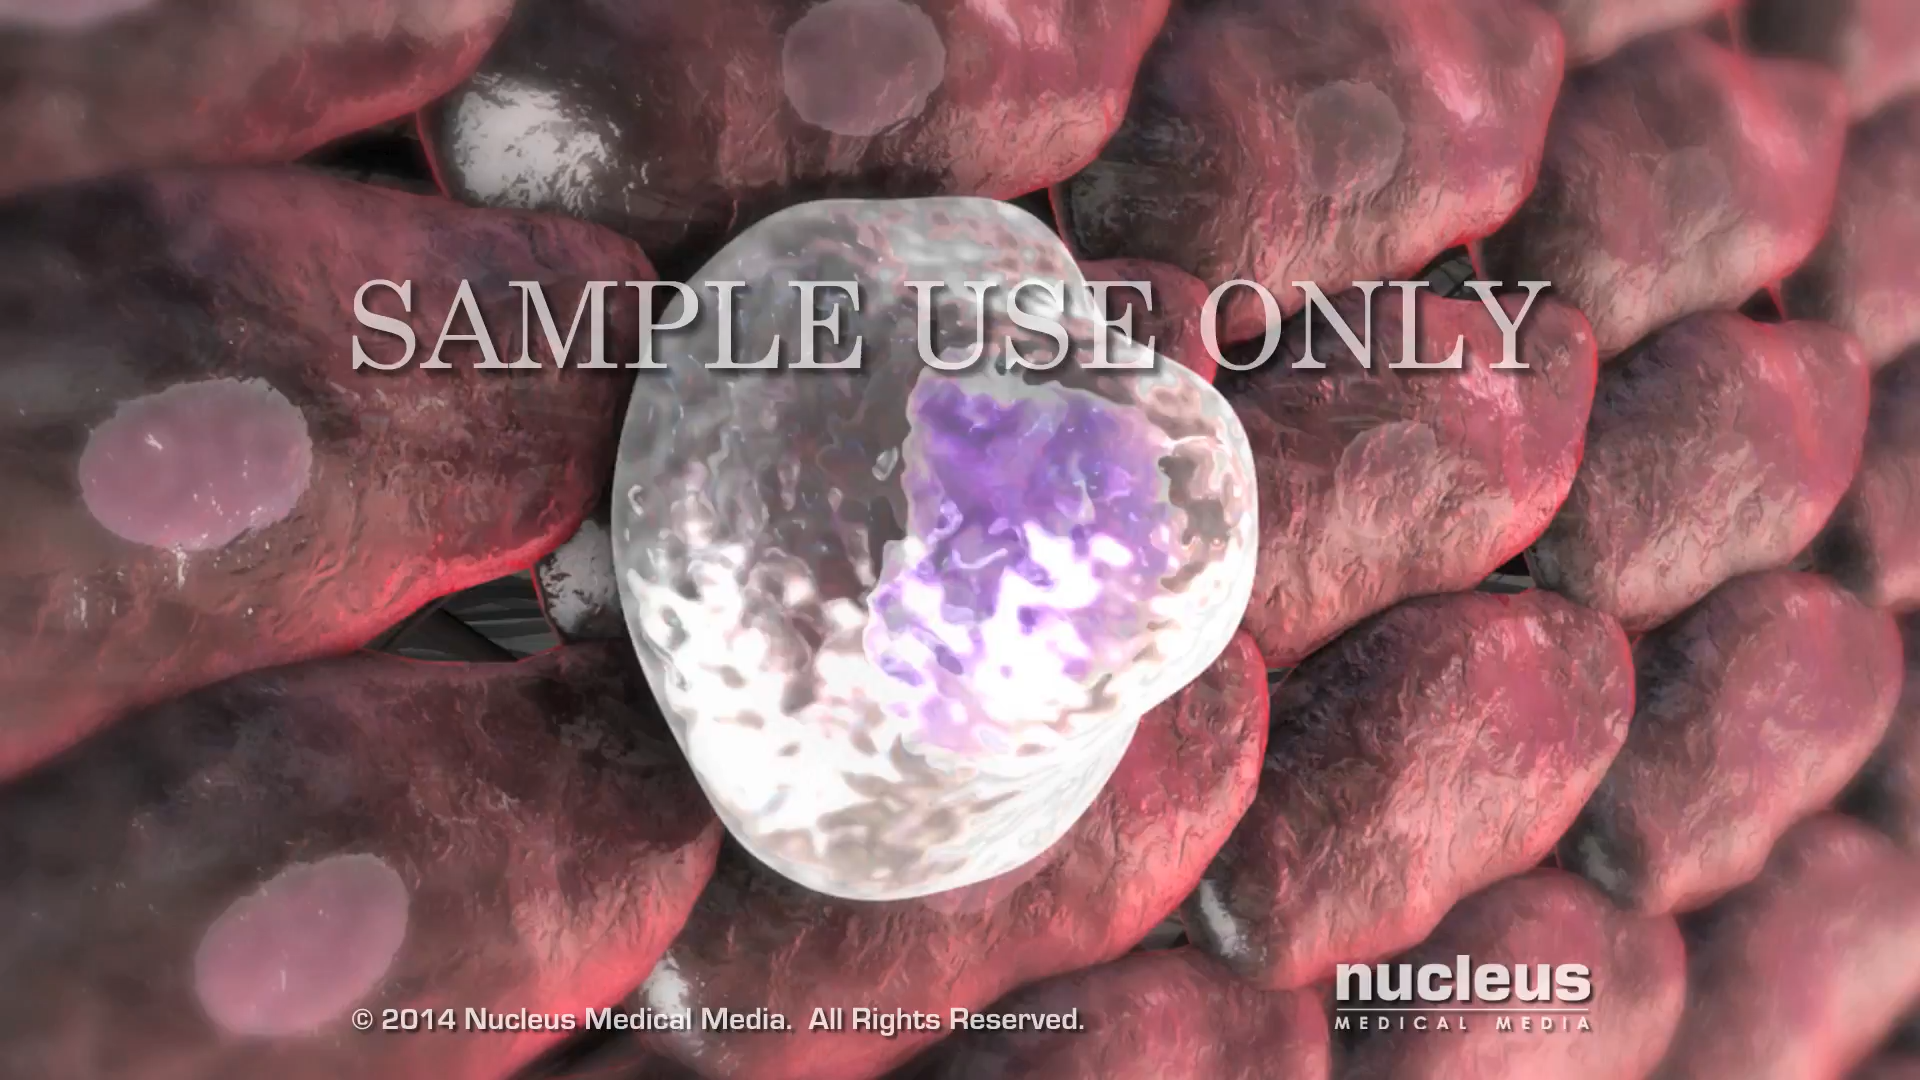 SAMPLE USE ONLY
nucleus
MEDICAL MEDIA
© 2014 Nucleus Medical Media. All Rights Reserved.